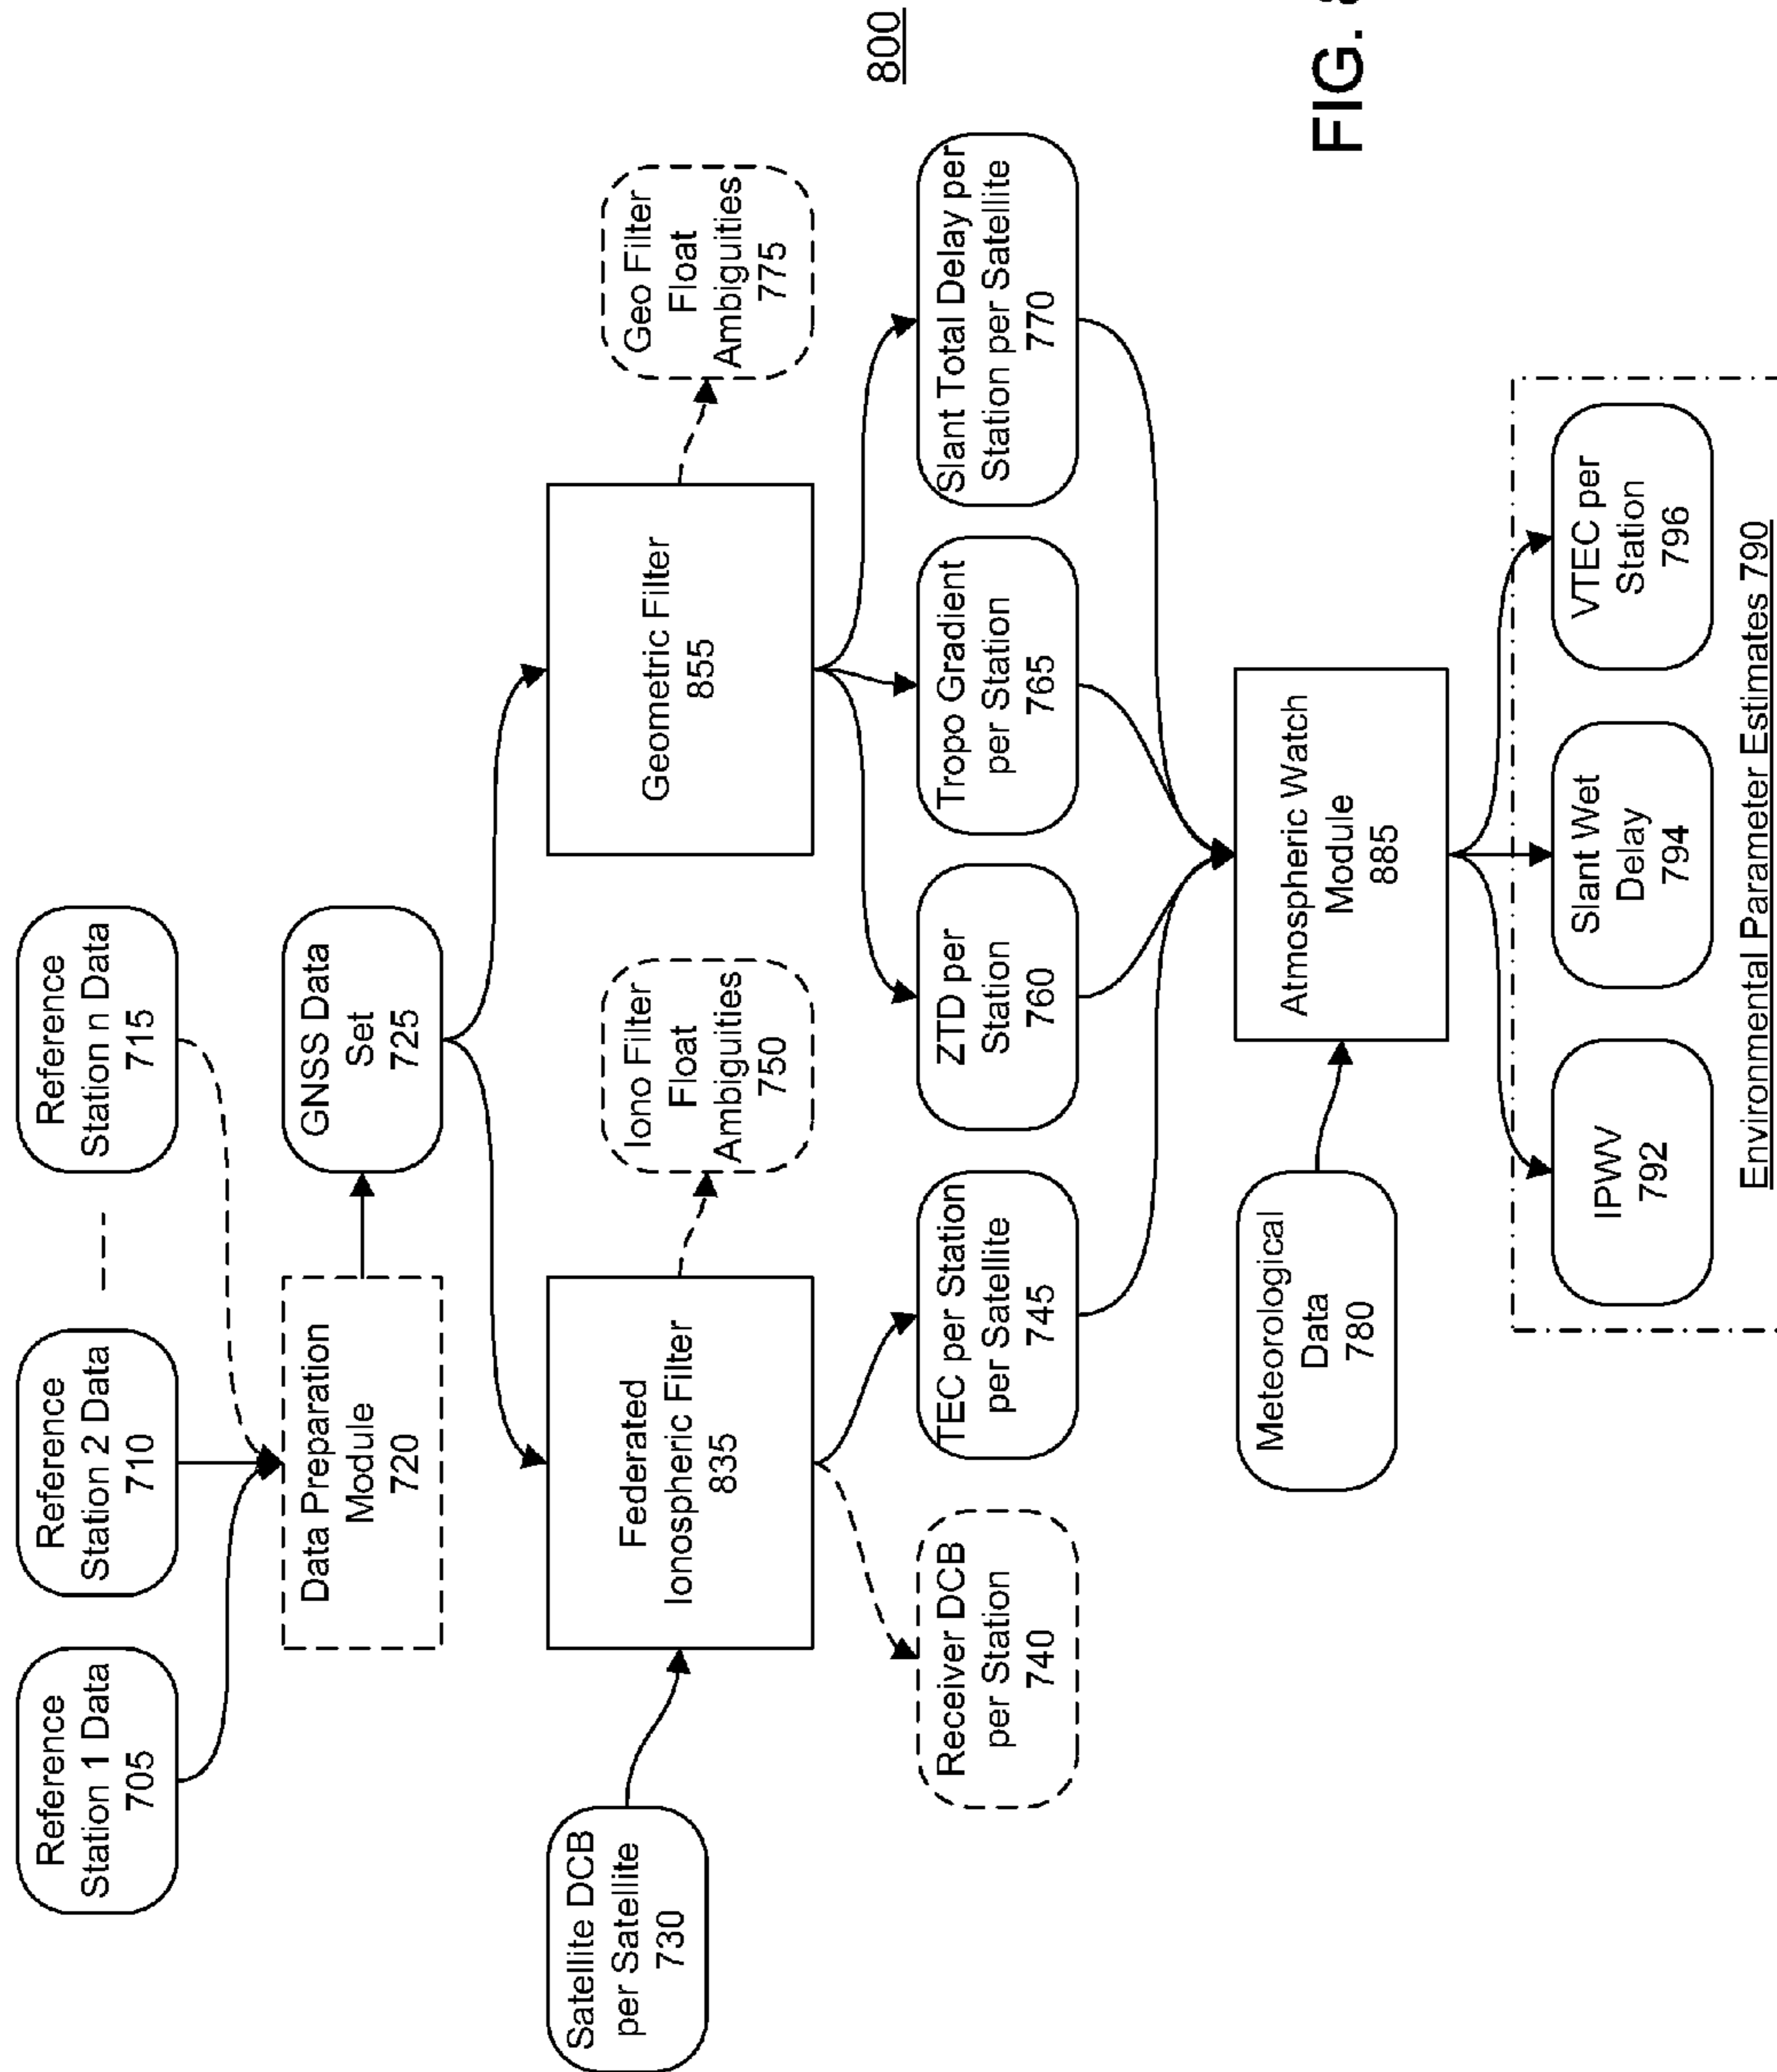 Reference
Station 1 Data
705
Reference
Station 2 Data
710
Reference
Station n Data
715
Data Preparation
Module
720
GNSS Data
Set
725
Satellite DCB
per Satellite
730
Federated
Ionospheric Filter
835
Iono Filter
Float
Ambiguities
750
Geometric Filter
855
Geo Filter
Float
Ambiguities
775
Receiver DCB
per Station
740
TEC per Station
per Satellite
745
ZTD per
Station
760
Tropo Gradient
per Station
765
Slant Total Delay per
Station per Satellite
770
800
Meteorological
Data
780
Atmospheric Watch
Module
885
IPWV
792
Slant Wet
Delay
794
VTEC per
Station
796
Environmental Parameter Estimates 790
FIG.